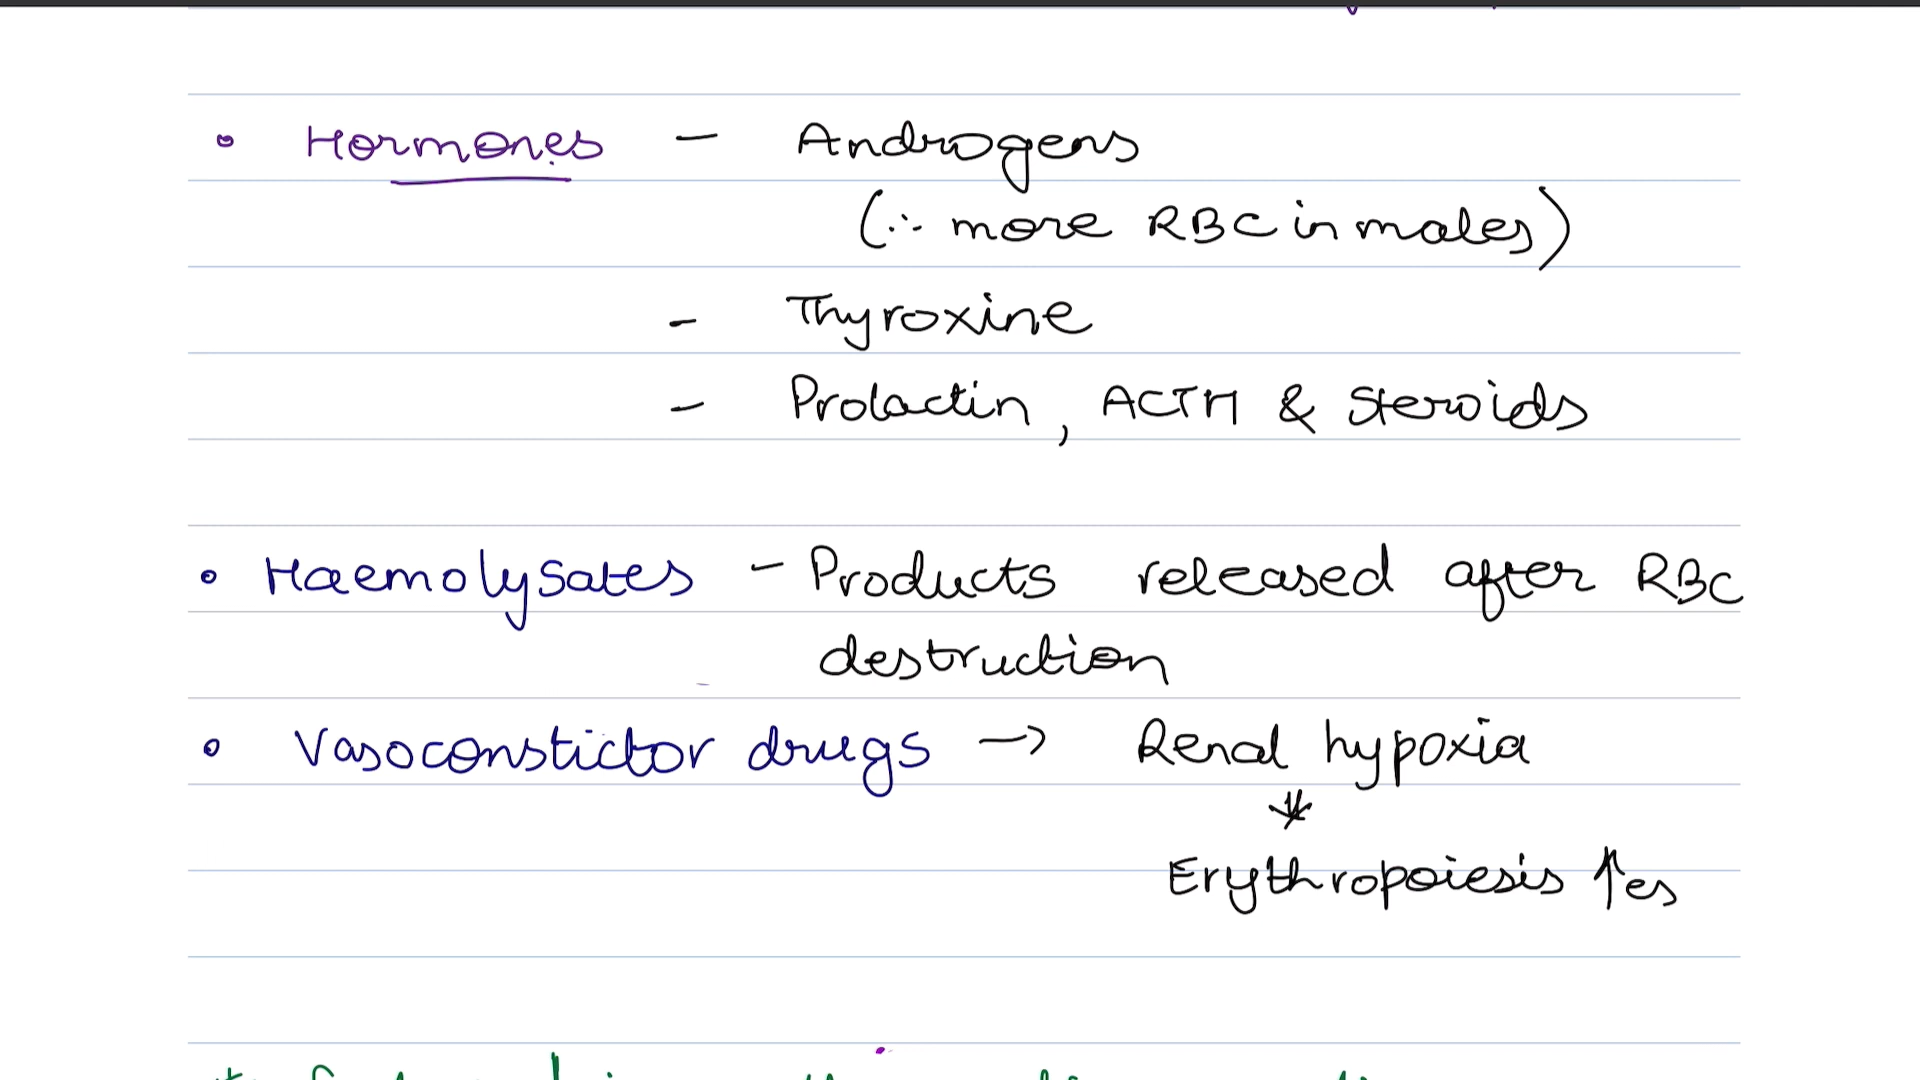 • Hormones - Androgens
(∴ more RBC in males)
- Thyroxine
- Prolactin, ACTH & Steroids
• Haemolysates - Products released after RBC
destruction
• Vasoconstictor drugs → Renal hypoxia
↓
Erythropoiesis ↑es